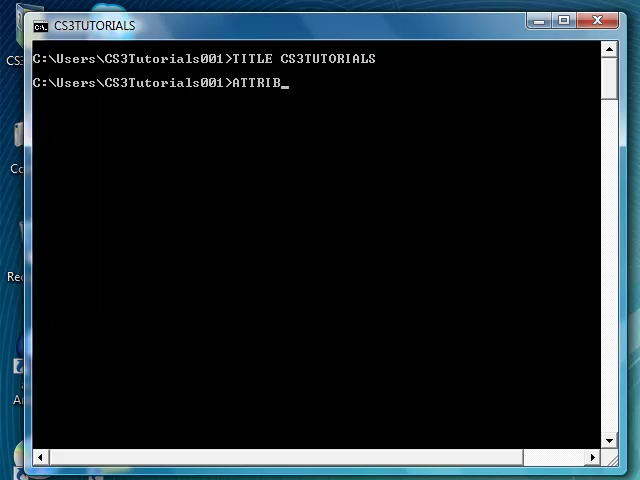 CS3TUTORIALS
C:\Users\CS3Tutorials001>TITLE CS3TUTORIALS
C:\Users\CS3Tutorials001>ATTRIB_